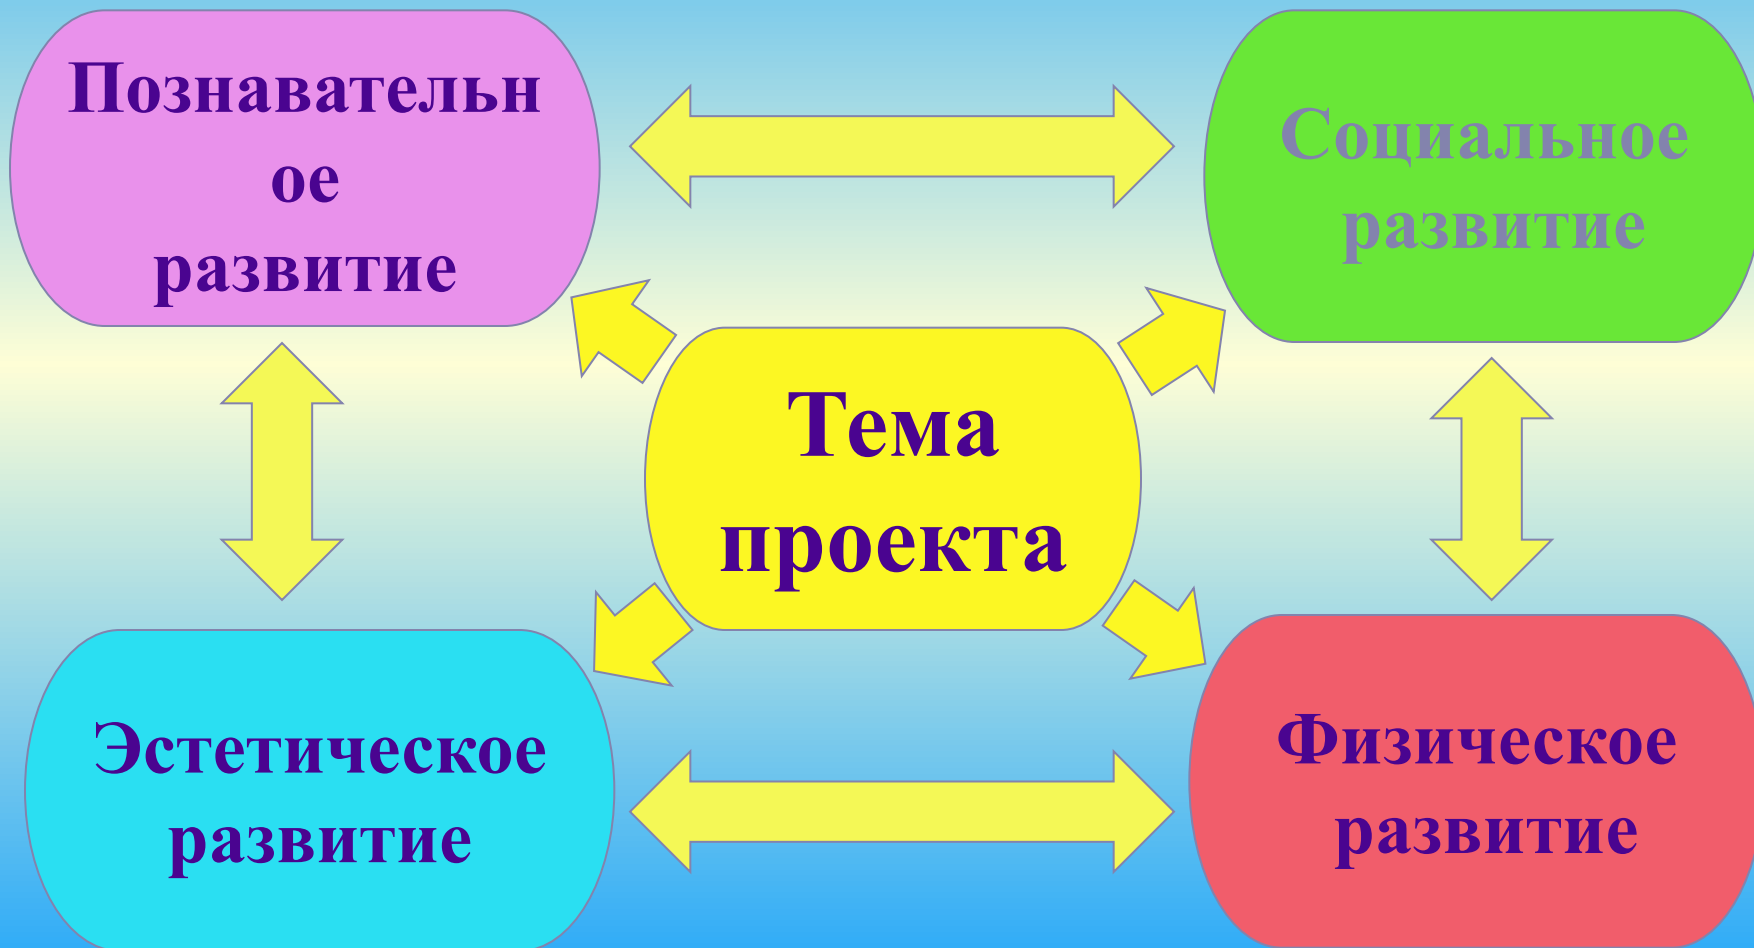 Познавательн
ое
развитие
Социальное
развитие
Тема
проекта
Эстетическое
развитие
Физическое
развитие